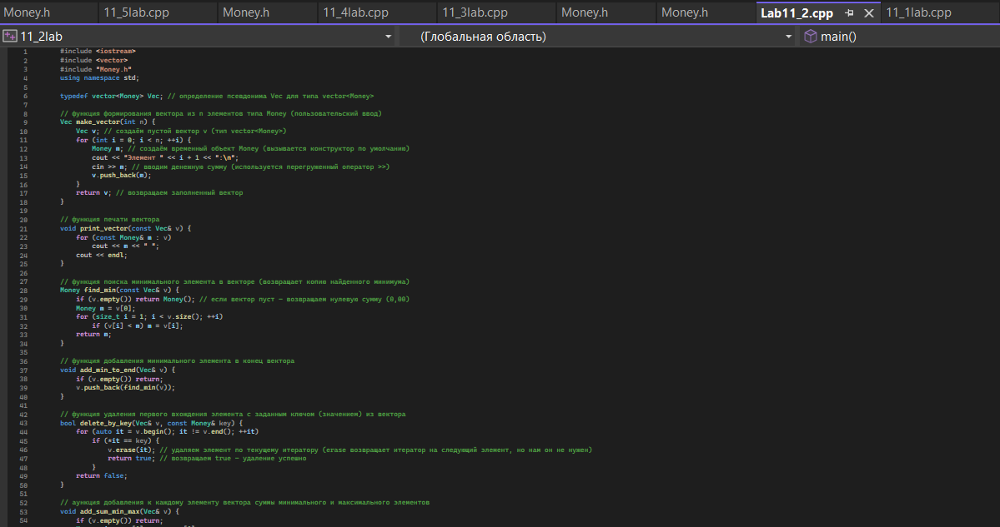 Money.h 11_5lab.cpp Money.h 11_4lab.cpp 11_3lab.cpp Money.h Money.h Lab11_2.cpp 11_1lab.cpp
11_2lab (Глобальная область) main()
1 #include <iostream>
2 #include <vector>
3 #include "Money.h"
4 using namespace std;
5
6 typedef vector<Money> Vec; // определение псевдонима Vec для типа vector<Money>
7
8 // функция формирования вектора из n элементов типа Money (пользовательский ввод)
9 Vec make_vector(int n) {
10 Vec v; // создаём пустой вектор v (тип vector<Money>)
11 for (int i = 0; i < n; ++i) {
12 Money m; // создаём временный объект Money (вызывается конструктор по умолчанию)
13 cout << "Элемент " << i + 1 << ":\n";
14 cin >> m; // вводим денежную сумму (используется перегруженный оператор >>)
15 v.push_back(m);
16 }
17 return v; // возвращаем заполненный вектор
18 }
19
20 // функция печати вектора
21 void print_vector(const Vec& v) {
22 for (const Money& m : v)
23 cout << m << " ";
24 cout << endl;
25 }
26
27 // функция поиска минимального элемента в векторе (возвращает копию найденного минимума)
28 Money find_min(const Vec& v) {
29 if (v.empty()) return Money(); // если вектор пуст — возвращаем нулевую сумму (0,00)
30 Money m = v[0];
31 for (size_t i = 1; i < v.size(); ++i)
32 if (v[i] < m) m = v[i];
33 return m;
34 }
35
36 // функция добавления минимального элемента в конец вектора
37 void add_min_to_end(Vec& v) {
38 if (v.empty()) return;
39 v.push_back(find_min(v));
40 }
41
42 // функция удаления первого вхождения элемента с заданным ключом (значением) из вектора
43 bool delete_by_key(Vec& v, const Money& key) {
44 for (auto it = v.begin(); it != v.end(); ++it)
45 if (*it == key) {
46 v.erase(it); // удаляем элемент по текущему итератору (erase возвращает итератор на следующий элемент, но нам он не нужен)
47 return true; // возвращаем true — удаление успешно
48 }
49 return false;
50 }
51
52 // аункция добавления к каждому элементу вектора суммы минимального и максимального элементов
53 void add_sum_min_max(Vec& v) {
54 if (v.empty()) return;